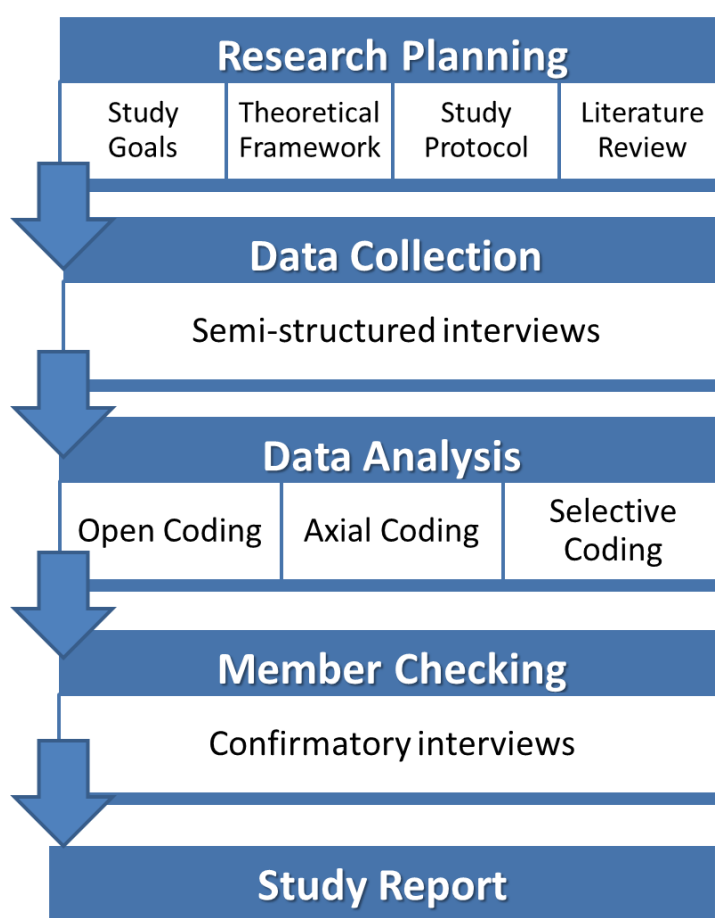 Research Planning
Study
Goals
Theoretical
Framework
Study
Protocol
Literature
Review
Data Collection
Semi-structured interviews
Data Analysis
Open Coding
Axial Coding
Selective
Coding
Member Checking
Confirmatory interviews
Study Report